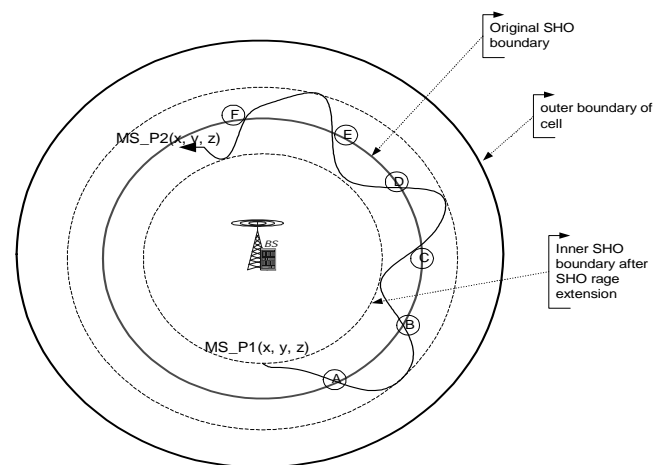 Original SHO
boundary
outer boundary of
cell
F
MS_P2(x, y, z)
E
D
BS
C
Inner SHO
boundary after
SHO rage
extension
B
MS_P1(x, y, z)
A